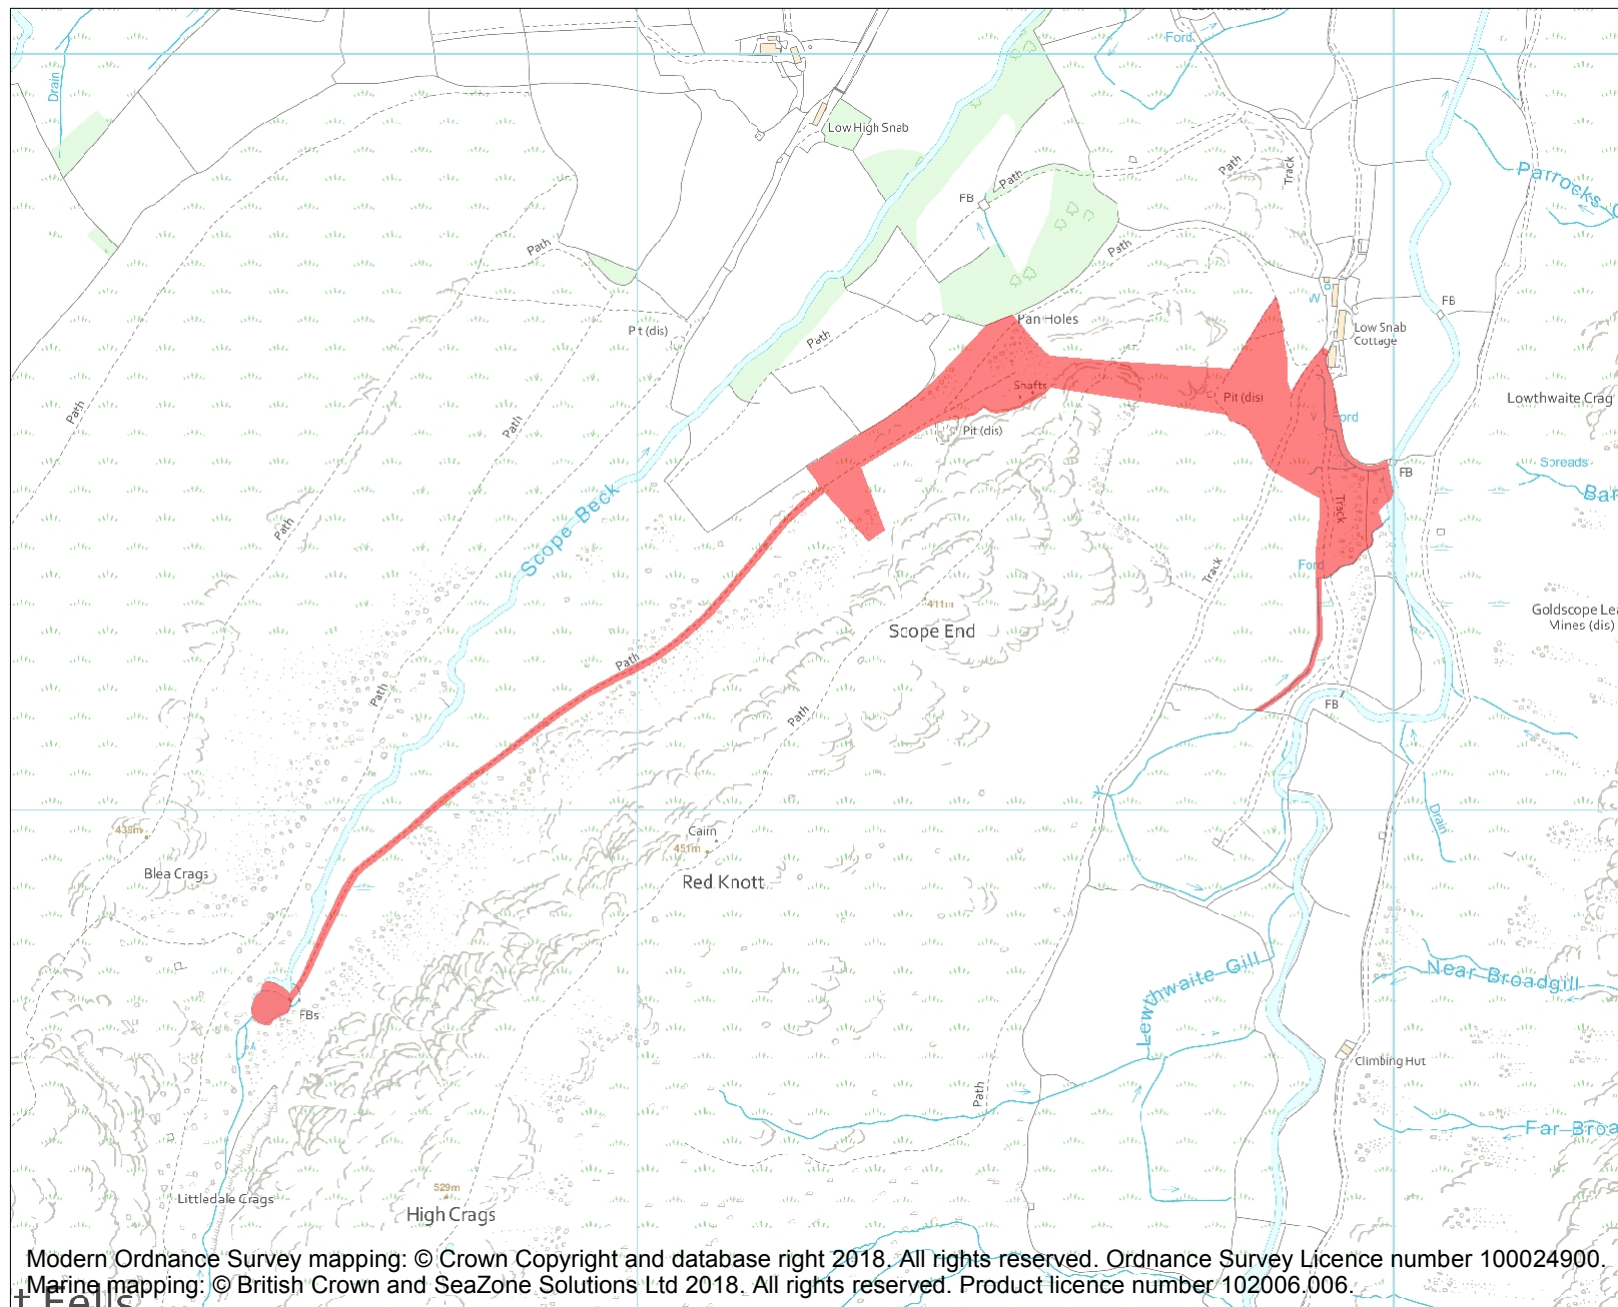 Ford
Drain
Low High Snab
Path
Path
Track
Parrocks
FB
Path
Path
Pan Holes
W
FB
Path
Low Snab
Cottage
Shafts
Pit (dis)
Lowthwaite Crag
Path
Path
Ford
Pit (dis)
FB
Spreads
Scope Beck
Track
Path
Ford
Track
411m
Scope End
Goldscope Lea
Mines (dis)
Path
Path
Path
FB
Drain
439m
Cairn
451m
Blea Crags
Red Knott
Lewthwaite Gill
Near Broadgill
FBs
Climbing Hut
Path
Far Broa
Littledale Crags
529m
High Crags
Modern Ordnance Survey mapping: © Crown Copyright and database right 2018. All rights reserved. Ordnance Survey Licence number 100024900.
Marine mapping: © British Crown and SeaZone Solutions Ltd 2018. All rights reserved. Product licence number 102006.006.
t Fells